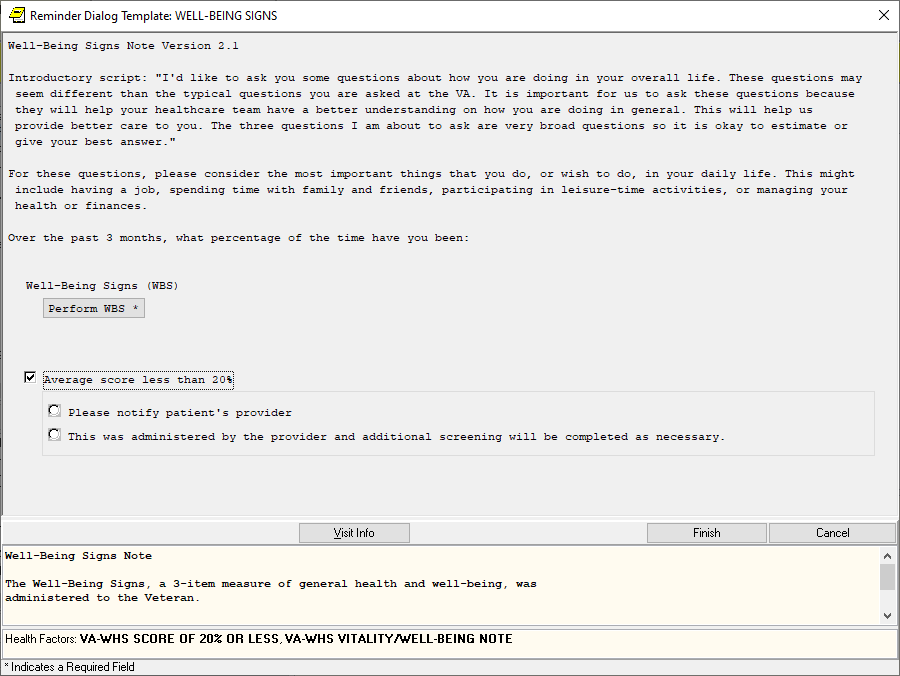 Reminder Dialog Template: WELL-BEING SIGNS
Well-Being Signs Note Version 2.1
Introductory script: "I'd like to ask you some questions about how you are doing in your overall life. These questions may
seem different than the typical questions you are asked at the VA. It is important for us to ask these questions because
they will help your healthcare team have a better understanding on how you are doing in general. This will help us
provide better care to you. The three questions I am about to ask are very broad questions so it is okay to estimate or
give your best answer."
For these questions, please consider the most important things that you do, or wish to do, in your daily life. This might
include having a job, spending time with family and friends, participating in leisure-time activities, or managing your
health or finances.
Over the past 3 months, what percentage of the time have you been:
Well-Being Signs (WBS)
Perform WBS *
Average score less than 20%
Please notify patient's provider
This was administered by the provider and additional screening will be completed as necessary.
Visit Info
Finish
Cancel
Well-Being Signs Note
The Well-Being Signs, a 3-item measure of general health and well-being, was
administered to the Veteran.
Health Factors: VA-WHS SCORE OF 20% OR LESS, VA-WHS VITALITY/WELL-BEING NOTE
* Indicates a Required Field